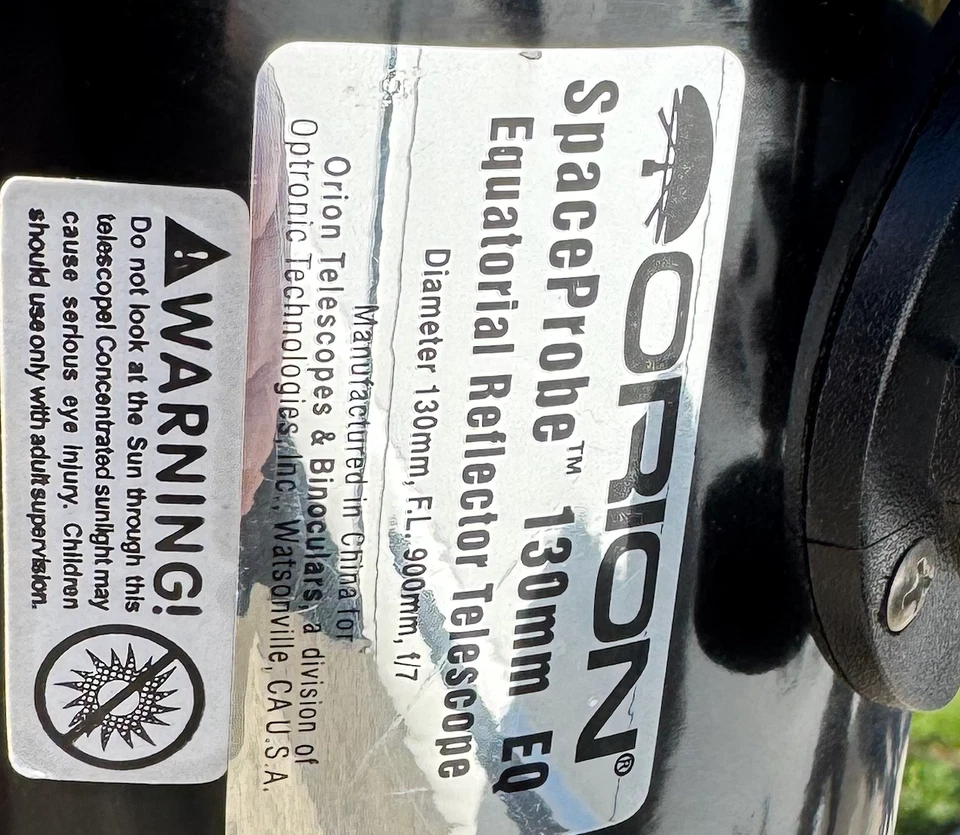 ORION®
SpaceProbe™ 130mm EQ
Equatorial Reflector Telescope
Diameter 130mm, F.L. 900mm, f/7
Manufactured in China for
Orion Telescopes & Binoculars, a division of
Optronic Technologies, Inc., Watsonville, CA U.S.A.
WARNING!
Do not look at the Sun through this
telescope! Concentrated sunlight may
cause serious eye injury. Children
should use only with adult supervision.